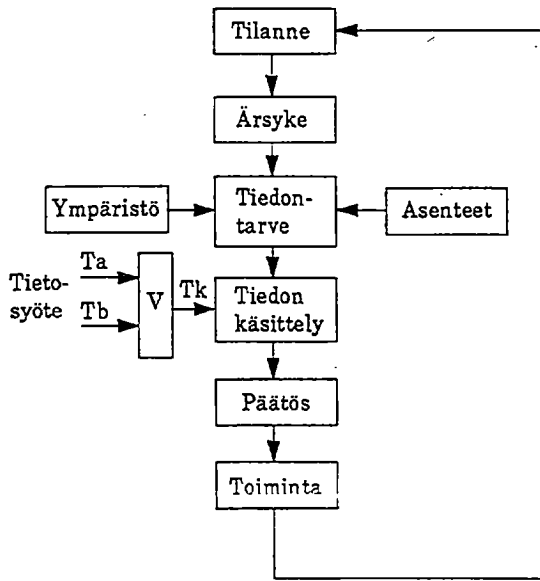 Tilanne
Ärsyke
Ympäristö
Tiedon-
tarve
Asenteet
Tieto-
syöte
Ta
Tb
V
Tk
Tiedon
käsittely
Päätös
Toiminta